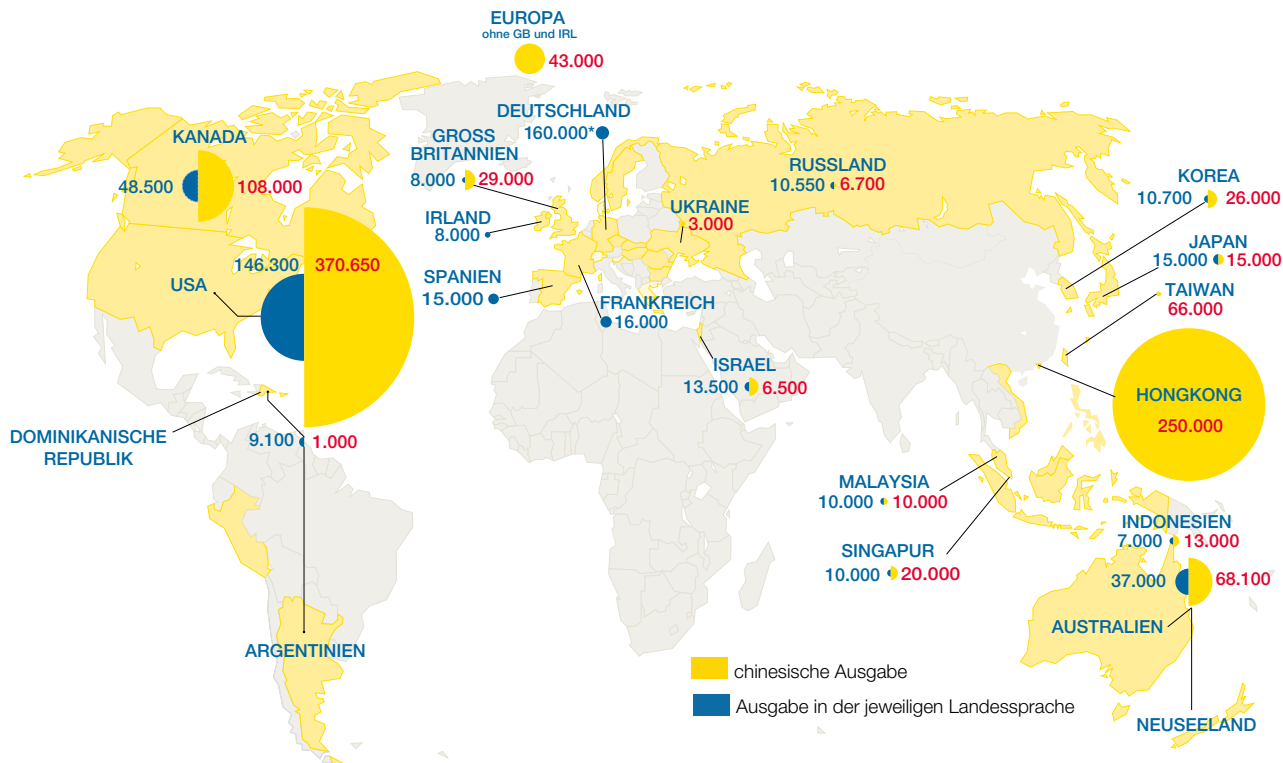 EUROPA
ohne GB und IRL
43.000
KANADA
48.500 108.000
GROSS
BRITANNIEN
8.000 29.000
DEUTSCHLAND
160.000*
RUSSLAND
10.550 6.700
KOREA
10.700 26.000
IRLAND
8.000
UKRAINE
3.000
JAPAN
15.000 15.000
USA
146.300 370.650
SPANIEN
15.000
FRANKREICH
16.000
TAIWAN
66.000
ISRAEL
13.500 6.500
HONGKONG
250.000
DOMINIKANISCHE
REPUBLIK
9.100 1.000
MALAYSIA
10.000 10.000
SINGAPUR
10.000 20.000
INDONESIEN
7.000 13.000
37.000 68.100
AUSTRALIEN
ARGENTINIEN
NEUSEELAND
chinesische Ausgabe
Ausgabe in der jeweiligen Landessprache